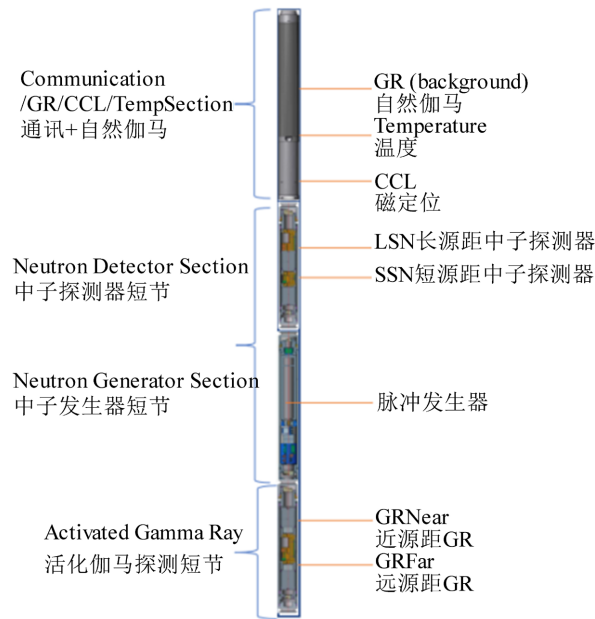 Communication
/GR/CCL/TempSection
通讯+自然伽马
GR (background)
自然伽马
Temperature
温度
CCL
磁定位
LSN长源距中子探测器
SSN短源距中子探测器
Neutron Detector Section
中子探测器短节
Neutron Generator Section
中子发生器短节
脉冲发生器
Activated Gamma Ray
活化伽马探测短节
GRNear
近源距GR
GRFar
远源距GR